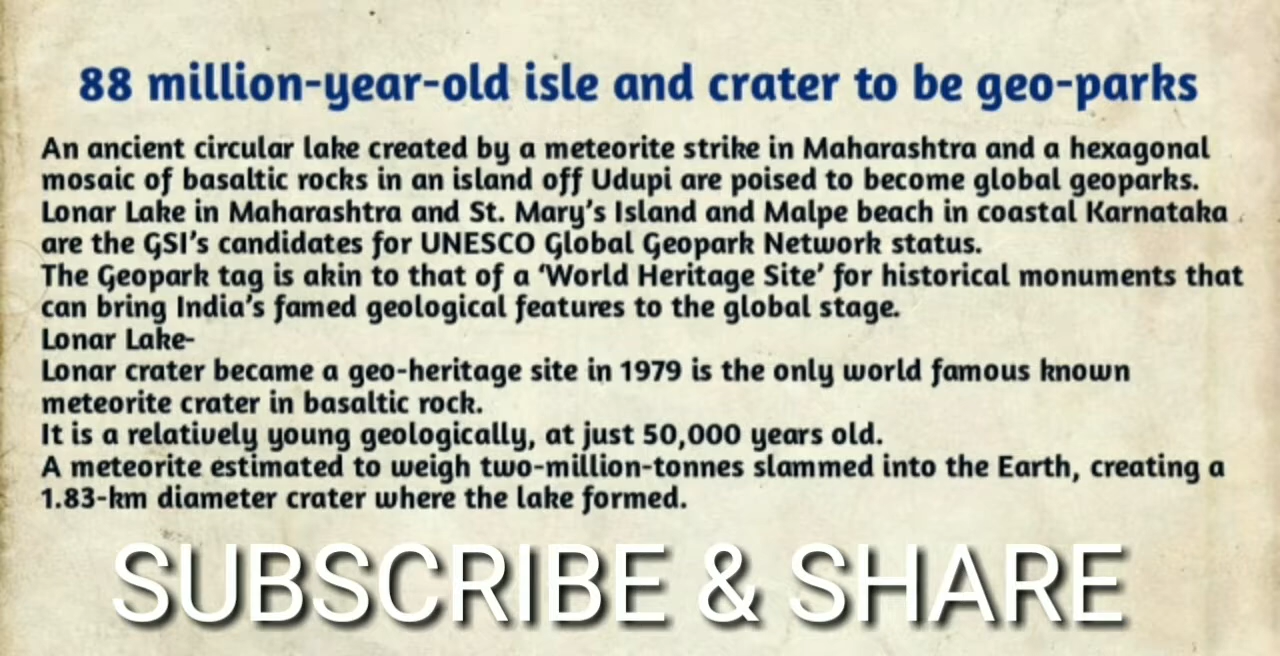 88 million-year-old isle and crater to be geo-parks
An ancient circular lake created by a meteorite strike in Maharashtra and a hexagonal
mosaic of basaltic rocks in an island off Udupi are poised to become global geoparks.
Lonar Lake in Maharashtra and St. Mary's Island and Malpe beach in coastal Karnataka
are the GSI's candidates for UNESCO Global Geopark Network status.
The Geopark tag is akin to that of a 'World Heritage Site' for historical monuments that
can bring India's famed geological features to the global stage.
Lonar Lake-
Lonar crater became a geo-heritage site in 1979 is the only world famous known
meteorite crater in basaltic rock.
It is a relatively young geologically, at just 50,000 years old.
A meteorite estimated to weigh two-million-tonnes slammed into the Earth, creating a
1.83-km diameter crater where the lake formed.
SUBSCRIBE & SHARE